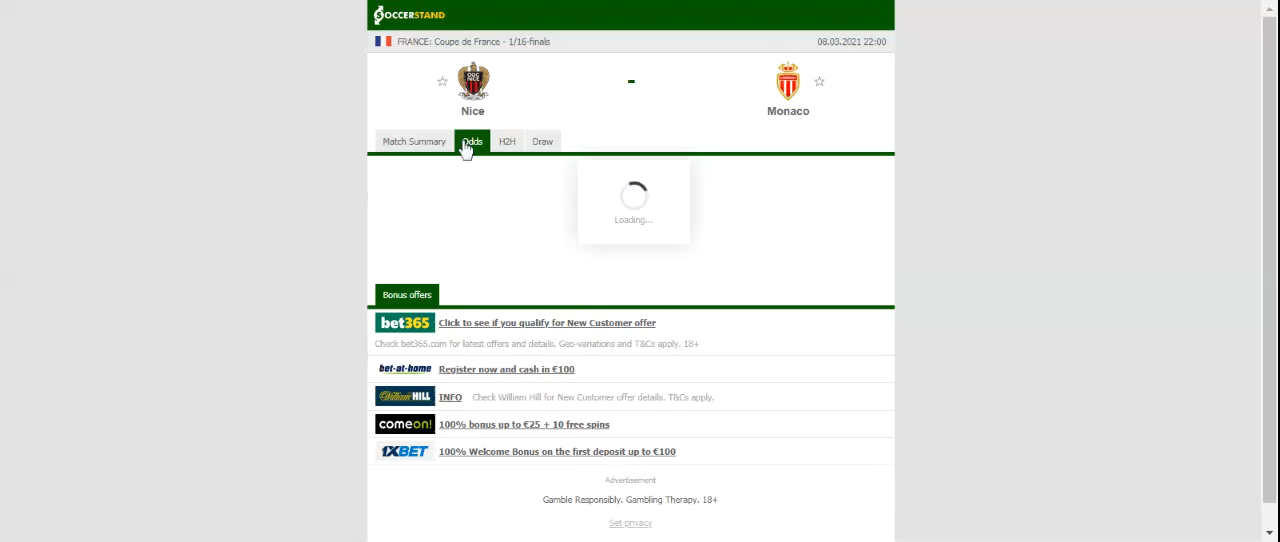 SOCCERSTAND
FRANCE: Coupe de France - 1/16-finals 08.03.2021 22:00
OGC NICE
Nice
-
Monaco
Match Summary Odds H2H Draw
Loading...
Bonus offers
bet365 Click to see if you qualify for New Customer offer
Check bet365.com for latest offers and details. Geo-variations and T&Cs apply. 18+
bet-at-home Register now and cash in €100
William HILL INFO Check William Hill for New Customer offer details. T&Cs apply.
comeon! 100% bonus up to €25 + 10 free spins
1XBET 100% Welcome Bonus on the first deposit up to €100
Advertisement
Gamble Responsibly. Gambling Therapy. 18+
Set privacy